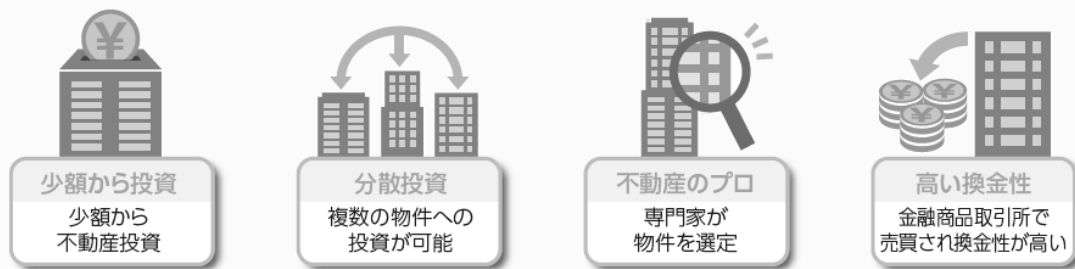 ¥
少額から投資
少額から
不動産投資
分散投資
複数の物件への
投資が可能
不動産のプロ
専門家が
物件を選定
¥ ¥
¥
高い換金性
金融商品取引所で
売買され換金性が高い